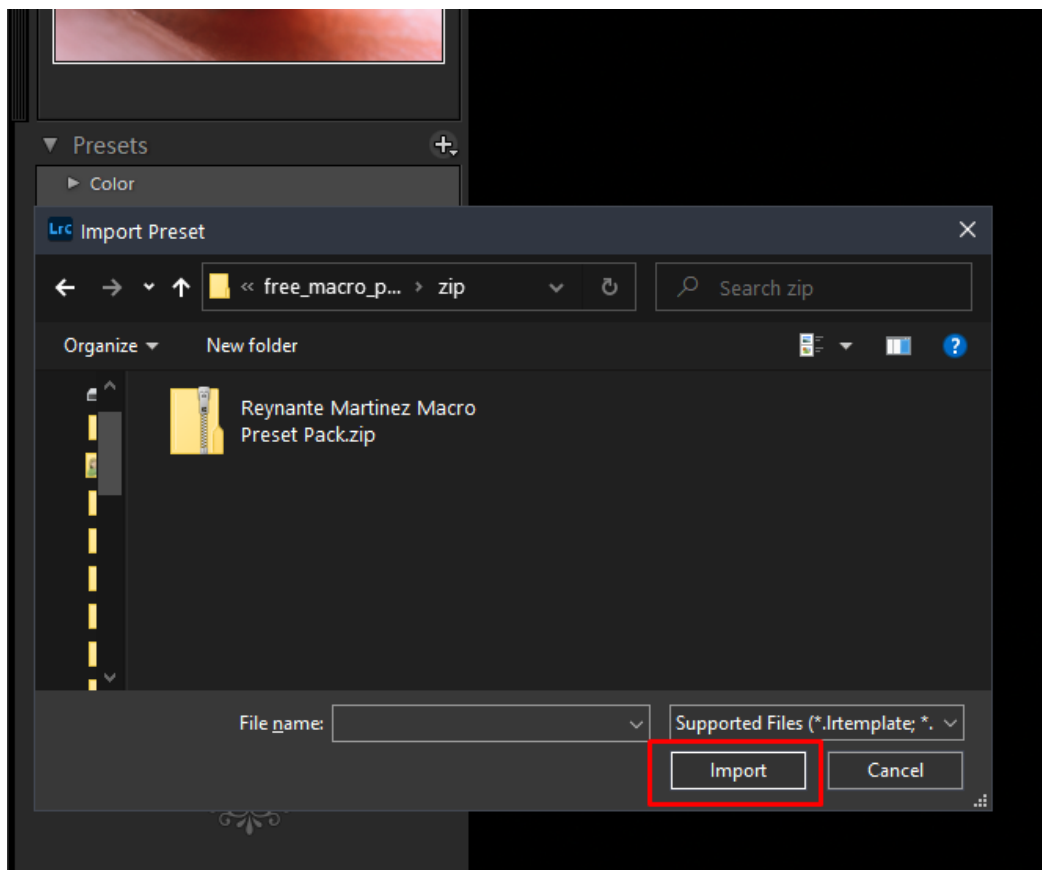 Presets
Color
LrC Import Preset
« free_macro_p... › zip
Search zip
Organize
New folder
Reynante Martinez Macro
Preset Pack.zip
File name:
Supported Files (*.lrtemplate; *.
Import
Cancel